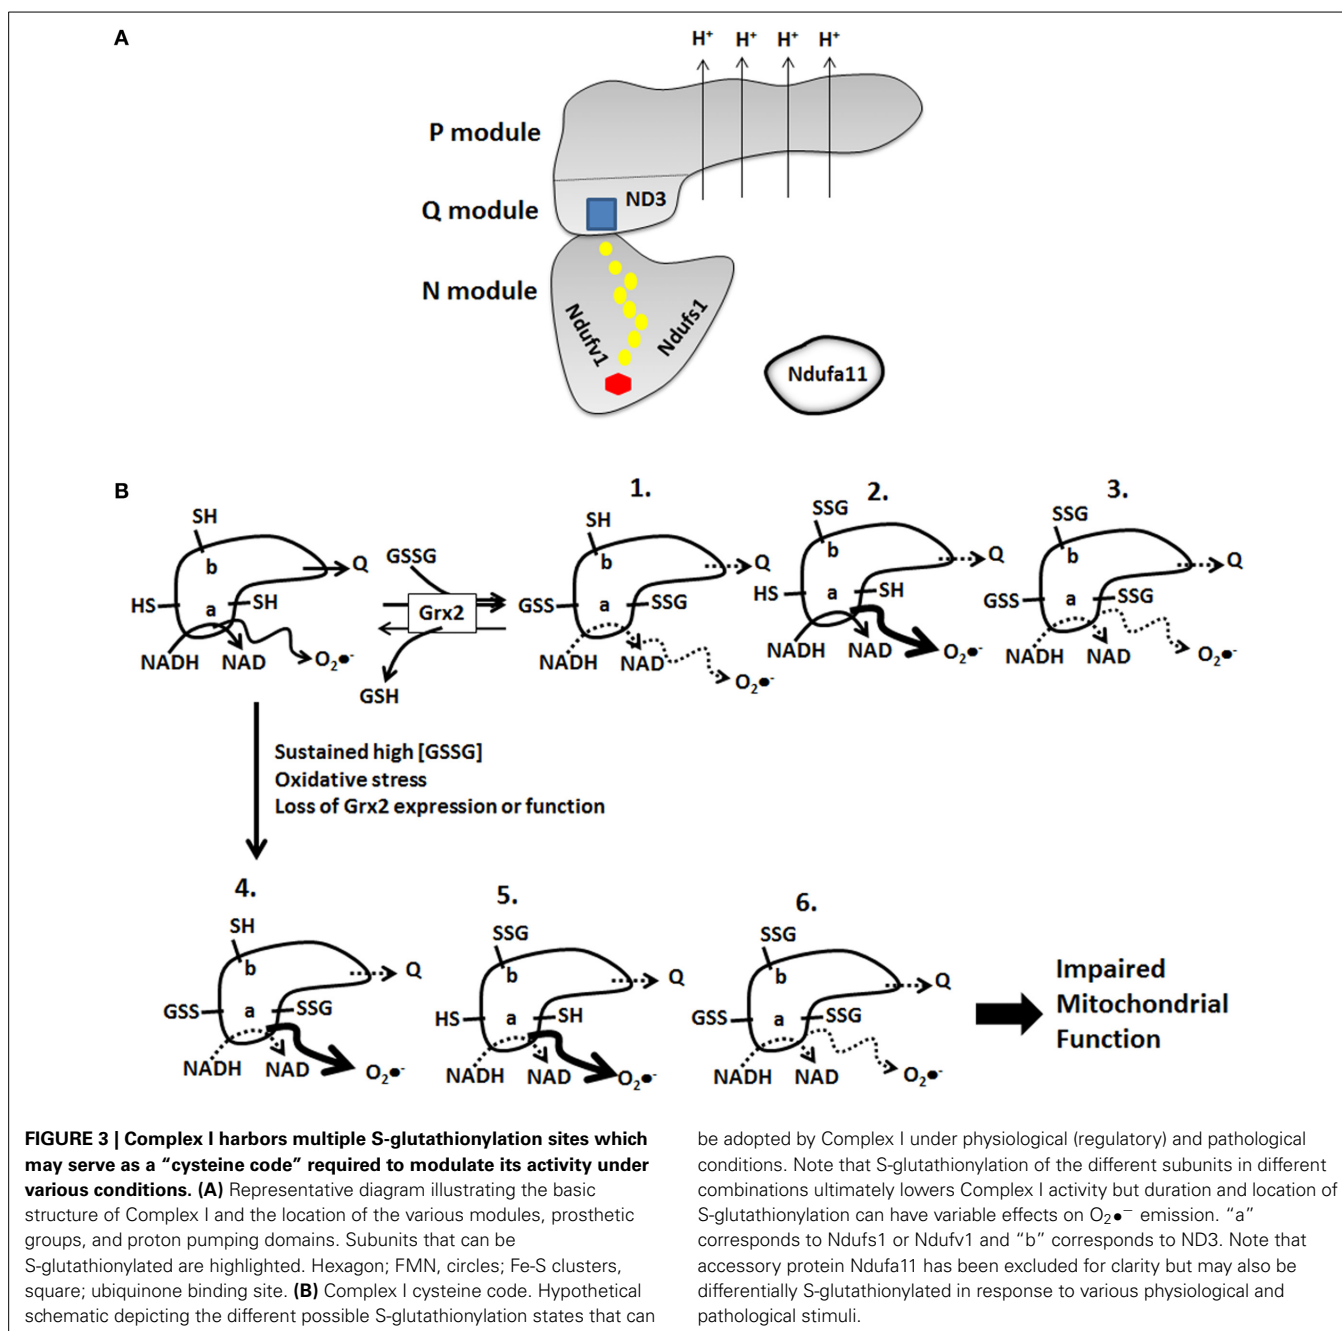 A
H⁺ H⁺ H⁺ H⁺
P module
ND3
Q module
N module
Ndufv1
Ndufs1
Ndufa11
B
1.
2.
3.
SH
b
Q
HS
a
SH
NADH
NAD
O₂●⁻
GSSG
Grx2
GSH
SH
b
Q
GSS
a
SSG
NADH
NAD
O₂●⁻
SSG
b
Q
HS
a
SH
NADH
NAD
O₂●⁻
SSG
b
Q
GSS
a
SSG
NADH
NAD
O₂●⁻
Sustained high [GSSG]
Oxidative stress
Loss of Grx2 expression or function
4.
5.
6.
SH
b
Q
GSS
a
SSG
NADH
NAD
O₂●⁻
SSG
b
Q
HS
a
SH
NADH
NAD
O₂●⁻
SSG
b
Q
GSS
a
SSG
NADH
NAD
O₂●⁻
Impaired
Mitochondrial
Function
FIGURE 3 | Complex I harbors multiple S-glutathionylation sites which
may serve as a “cysteine code” required to modulate its activity under
various conditions. (A) Representative diagram illustrating the basic
structure of Complex I and the location of the various modules, prosthetic
groups, and proton pumping domains. Subunits that can be
S-glutathionylated are highlighted. Hexagon; FMN, circles; Fe-S clusters,
square; ubiquinone binding site. (B) Complex I cysteine code. Hypothetical
schematic depicting the different possible S-glutathionylation states that can
be adopted by Complex I under physiological (regulatory) and pathological
conditions. Note that S-glutathionylation of the different subunits in different
combinations ultimately lowers Complex I activity but duration and location of
S-glutathionylation can have variable effects on O₂●⁻ emission. “a”
corresponds to Ndufs1 or Ndufv1 and “b” corresponds to ND3. Note that
accessory protein Ndufa11 has been excluded for clarity but may also be
differentially S-glutathionylated in response to various physiological and
pathological stimuli.